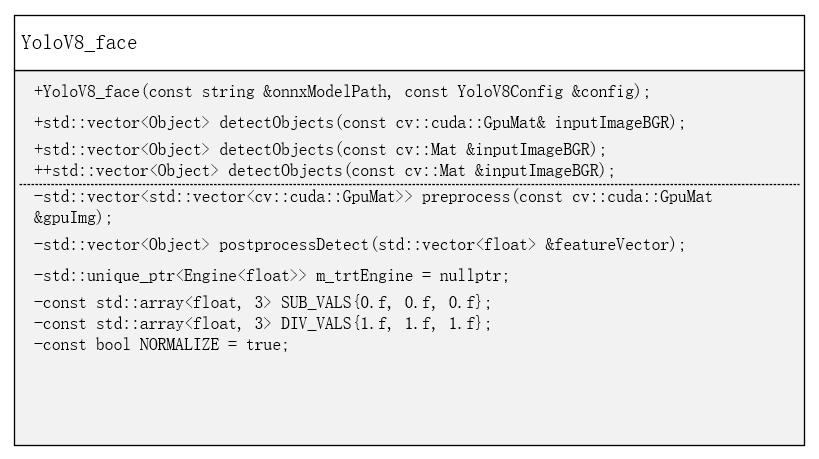 YoloV8_face
+YoloV8_face(const string &onnxModelPath, const YoloV8Config &config);
+std::vector<Object> detectObjects(const cv::cuda::GpuMat& inputImageBGR);
+std::vector<Object> detectObjects(const cv::Mat &inputImageBGR);
++std::vector<Object> detectObjects(const cv::Mat &inputImageBGR);
-std::vector<std::vector<cv::cuda::GpuMat>> preprocess(const cv::cuda::GpuMat
&gpuImg);
-std::vector<Object> postprocessDetect(std::vector<float> &featureVector);
-std::unique_ptr<Engine<float>> m_trtEngine = nullptr;
-const std::array<float, 3> SUB_VALS{0.f, 0.f, 0.f};
-const std::array<float, 3> DIV_VALS{1.f, 1.f, 1.f};
-const bool NORMALIZE = true;